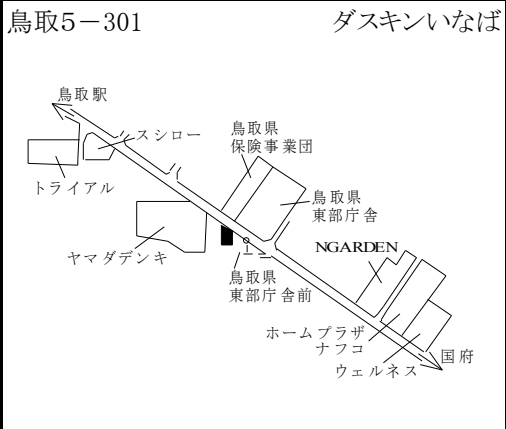 鳥取5－301
ダスキンいなば
鳥取駅
スシロー
トライアル
鳥取県
保険事業団
鳥取県
東部庁舎
ヤマダデンキ
鳥取県
東部庁舎前
NGARDEN
ホームプラザ
ナフコ
ウェルネス
国府